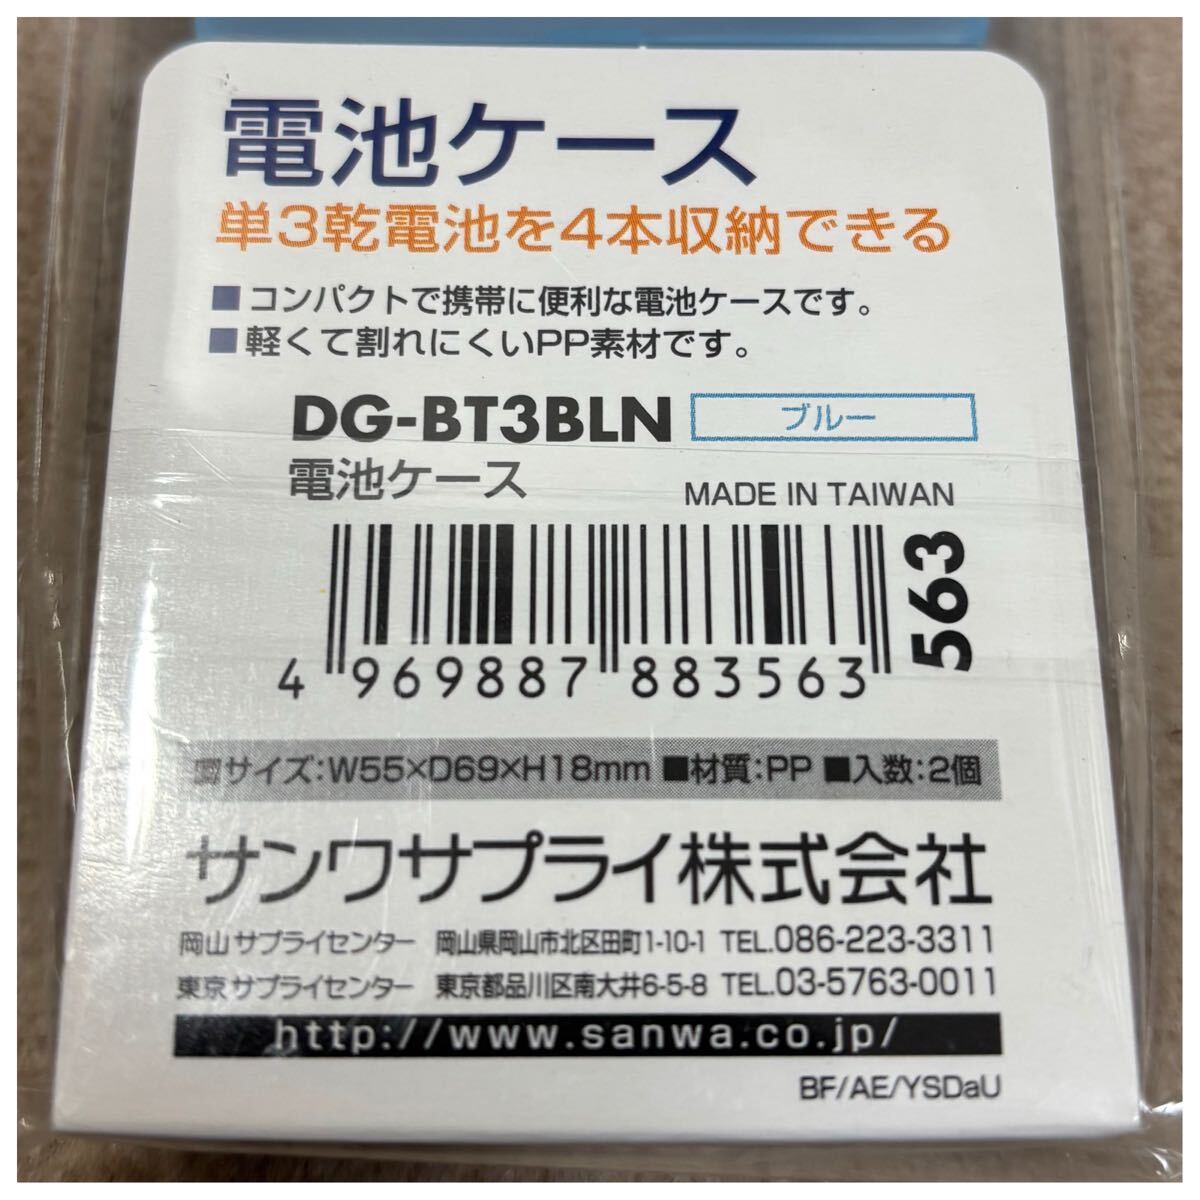 電池ケース
単3乾電池を4本収納できる
■コンパクトで携帯に便利な電池ケースです。
■軽くて割れにくいPP素材です。
DG-BT3BLN ブルー
電池ケース
MADE IN TAIWAN
563
4 969887 883563
■サイズ:W55×D69×H18mm ■材質:PP ■入数:2個
サンワサプライ株式会社
岡山サプライセンター 岡山県岡山市北区田町1-10-1 TEL.086-223-3311
東京サプライセンター 東京都品川区南大井6-5-8 TEL.03-5763-0011
http://www.sanwa.co.jp/
BF/AE/YSDaU